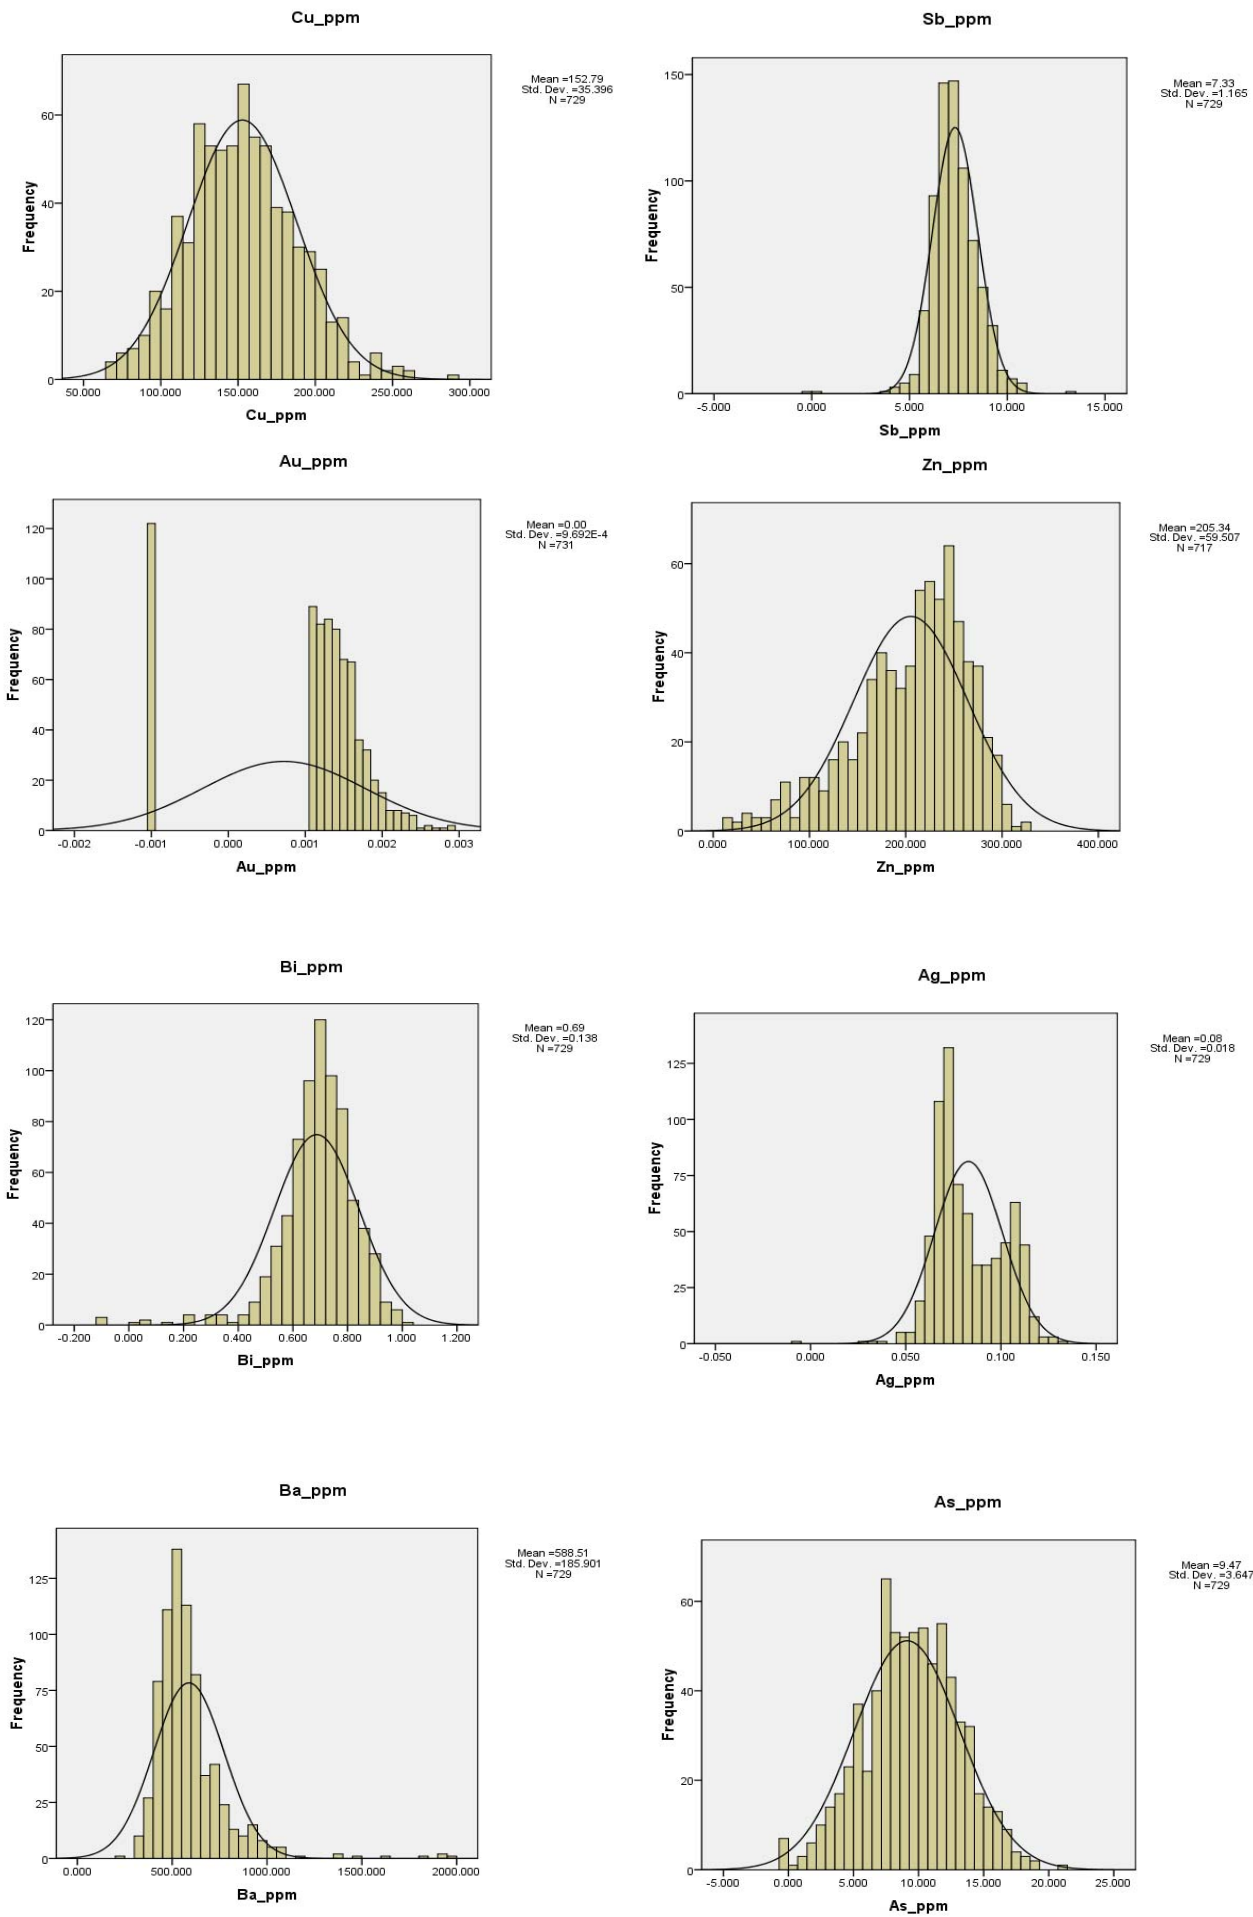 Cu_ppm
Mean =152.79
Std. Dev. =35.396
N =729
Frequency
60
40
20
0
50.000 100.000 150.000 200.000 250.000 300.000
Cu_ppm
Sb_ppm
Mean =7.33
Std. Dev. =1.165
N =729
Frequency
150
100
50
0
-5.000 0.000 5.000 10.000 15.000
Sb_ppm
Au_ppm
Mean =0.00
Std. Dev. =9.692E-4
N =731
Frequency
120
100
80
60
40
20
0
-0.002 -0.001 0.000 0.001 0.002 0.003
Au_ppm
Zn_ppm
Mean =205.34
Std. Dev. =59.507
N =717
Frequency
60
40
20
0
0.000 100.000 200.000 300.000 400.000
Zn_ppm
Bi_ppm
Mean =0.69
Std. Dev. =0.138
N =729
Frequency
120
100
80
60
40
20
0
-0.200 0.000 0.200 0.400 0.600 0.800 1.000 1.200
Bi_ppm
Ag_ppm
Mean =0.08
Std. Dev. =0.018
N =729
Frequency
125
100
75
50
25
0
-0.050 0.000 0.050 0.100 0.150
Ag_ppm
Ba_ppm
Mean =588.51
Std. Dev. =185.901
N =729
Frequency
125
100
75
50
25
0
0.000 500.000 1000.000 1500.000 2000.000
Ba_ppm
As_ppm
Mean =9.47
Std. Dev. =3.647
N =729
Frequency
60
40
20
0
-5.000 0.000 5.000 10.000 15.000 20.000 25.000
As_ppm